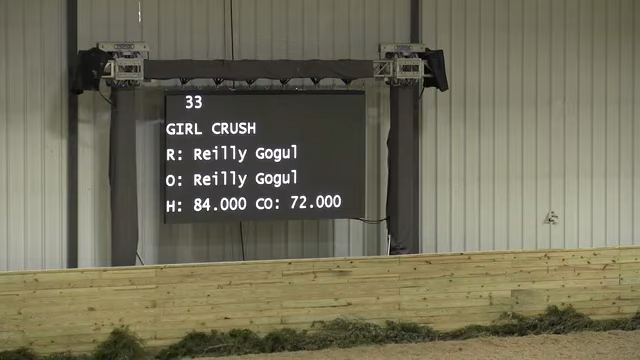 33
GIRL CRUSH
R: Reilly Gogul
O: Reilly Gogul
H: 84.000 CO: 72.000